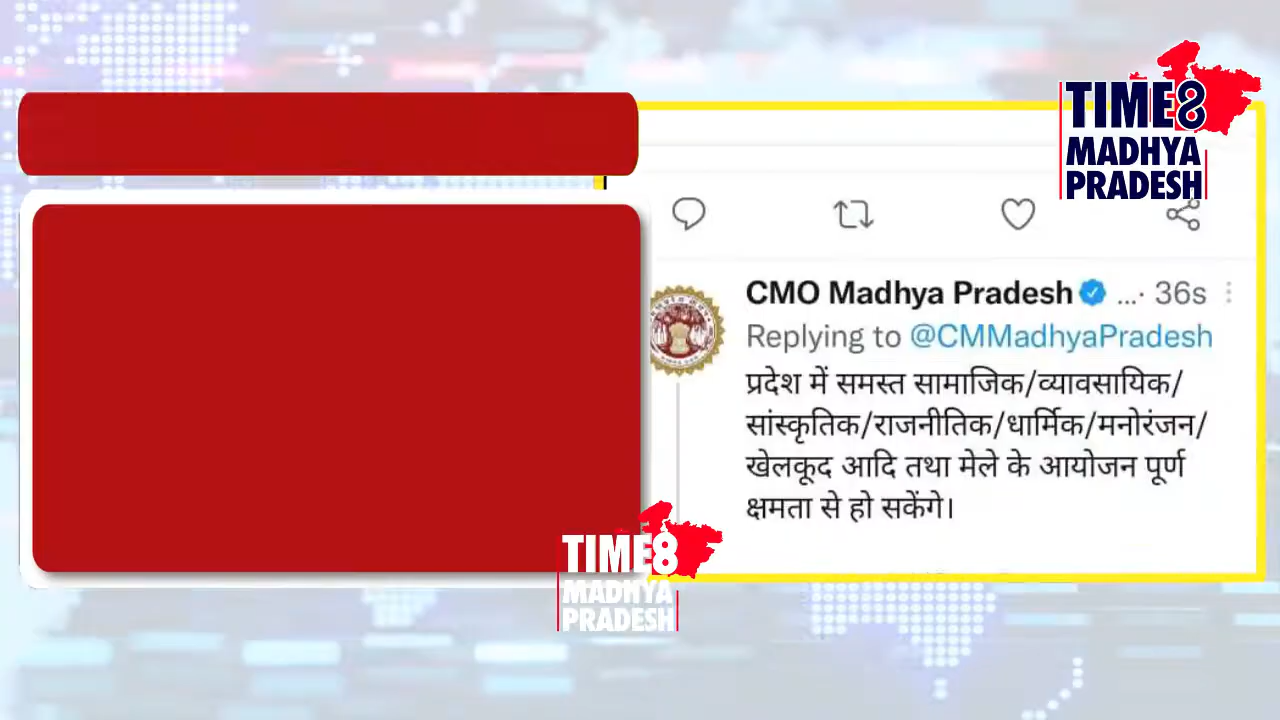 TIME8
MADHYA
PRADESH
CMO Madhya Pradesh ...· 36s
Replying to @CMMadhyaPradesh
प्रदेश में समस्त सामाजिक/व्यावसायिक/
सांस्कृतिक/राजनीतिक/धार्मिक/मनोरंजन/
खेलकूद आदि तथा मेले के आयोजन पूर्ण
क्षमता से हो सकेंगे।
TIME8
MADHYA
PRADESH